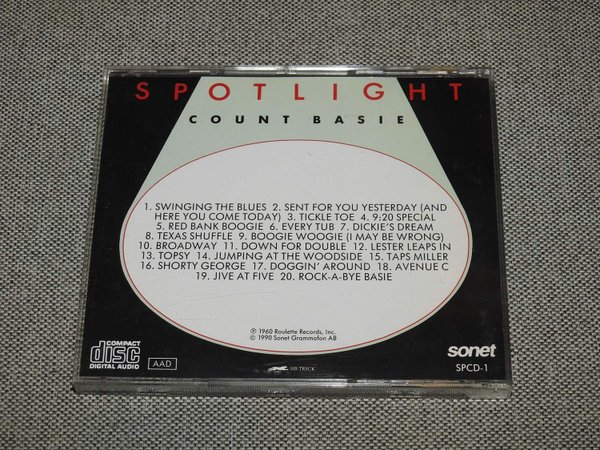 SPOTLIGHT
COUNT BASIE
1. SWINGING THE BLUES 2. SENT FOR YOU YESTERDAY (AND
HERE YOU COME TODAY) 3. TICKLE TOE 4. 9:20 SPECIAL
5. RED BANK BOOGIE 6. EVERY TUB 7. DICKIE'S DREAM
8. TEXAS SHUFFLE 9. BOOGIE WOOGIE (I MAY BE WRONG)
10. BROADWAY 11. DOWN FOR DOUBLE 12. LESTER LEAPS IN
13. TOPSY 14. JUMPING AT THE WOODSIDE 15. TAPS MILLER
16. SHORTY GEORGE 17. DOGGIN' AROUND 18. AVENUE C
19. JIVE AT FIVE 20. ROCK-A-BYE BASIE
℗ 1960 Roulette Records, Inc.
© 1990 Sonet Grammofon AB
COMPACT
disc
DIGITAL AUDIO
AAD
sonet
SPCD-1